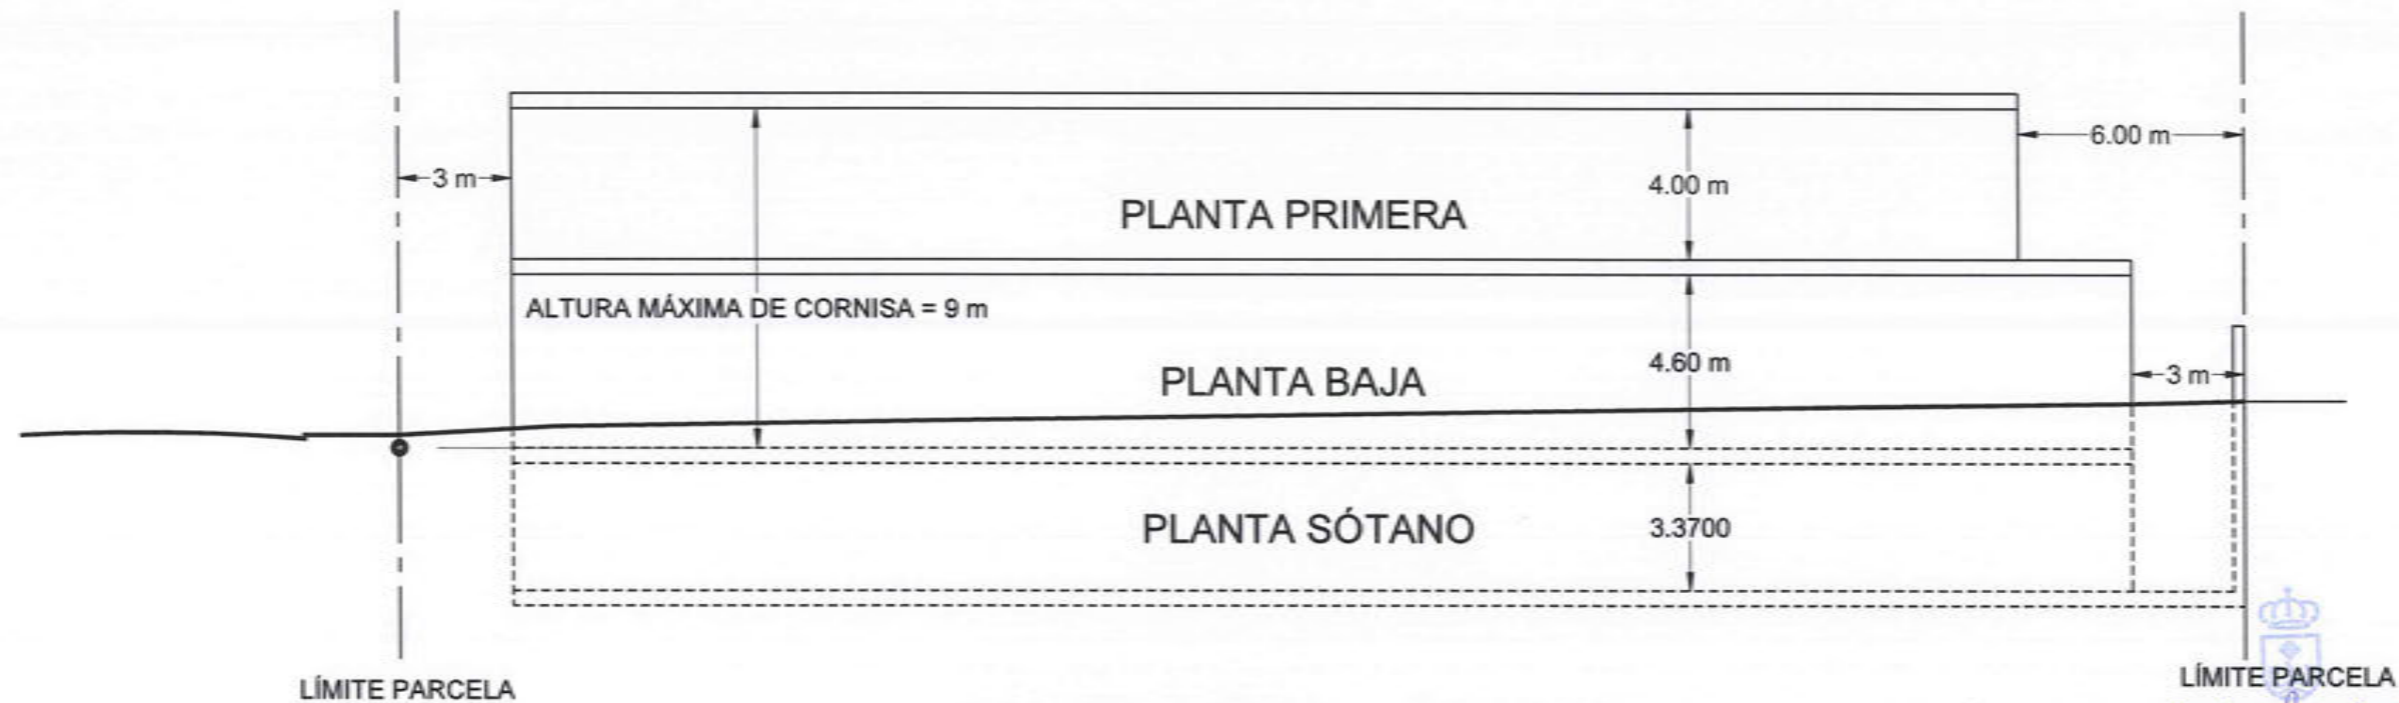 6.00 m
3 m
4.00 m
PLANTA PRIMERA
ALTURA MÁXIMA DE CORNISA = 9 m
4.60 m
PLANTA BAJA
3 m
PLANTA SÓTANO
3.3700
LÍMITE PARCELA
LÍMITE PARCELA